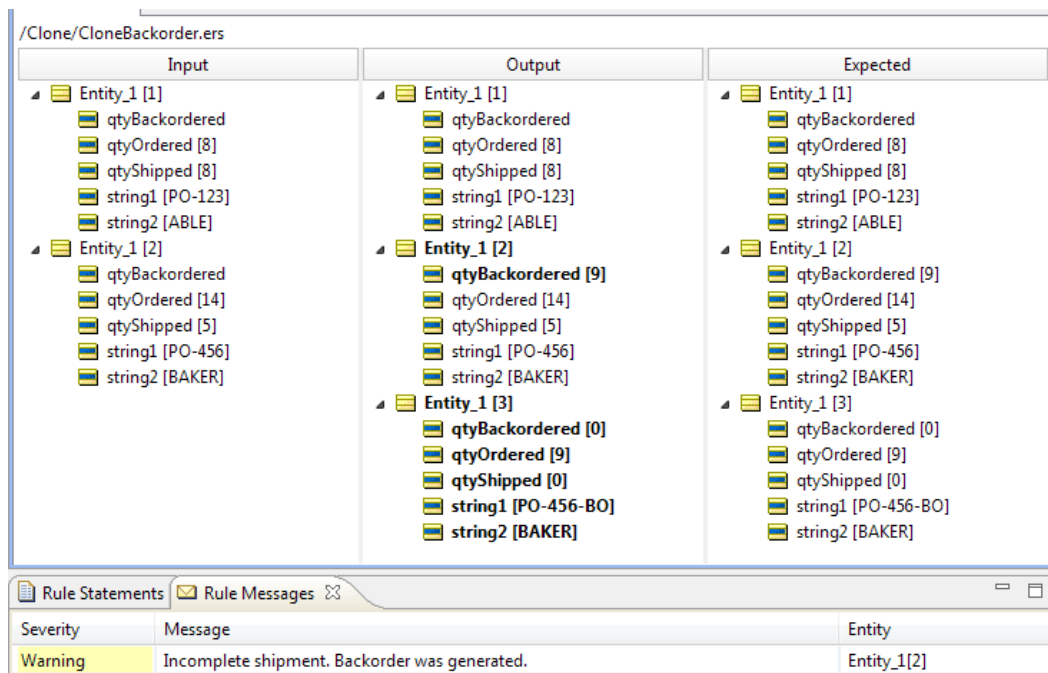 /Clone/CloneBackorder.ers
Input
Output
Expected
Entity_1 [1]
qtyBackordered
qtyOrdered [8]
qtyShipped [8]
string1 [PO-123]
string2 [ABLE]
Entity_1 [2]
qtyBackordered
qtyOrdered [14]
qtyShipped [5]
string1 [PO-456]
string2 [BAKER]
Entity_1 [1]
qtyBackordered
qtyOrdered [8]
qtyShipped [8]
string1 [PO-123]
string2 [ABLE]
Entity_1 [2]
qtyBackordered [9]
qtyOrdered [14]
qtyShipped [5]
string1 [PO-456]
string2 [BAKER]
Entity_1 [3]
qtyBackordered [0]
qtyOrdered [9]
qtyShipped [0]
string1 [PO-456-BO]
string2 [BAKER]
Entity_1 [1]
qtyBackordered
qtyOrdered [8]
qtyShipped [8]
string1 [PO-123]
string2 [ABLE]
Entity_1 [2]
qtyBackordered [9]
qtyOrdered [14]
qtyShipped [5]
string1 [PO-456]
string2 [BAKER]
Entity_1 [3]
qtyBackordered [0]
qtyOrdered [9]
qtyShipped [0]
string1 [PO-456-BO]
string2 [BAKER]
Rule Statements
Rule Messages
Severity
Message
Entity
Warning
Incomplete shipment. Backorder was generated.
Entity_1[2]